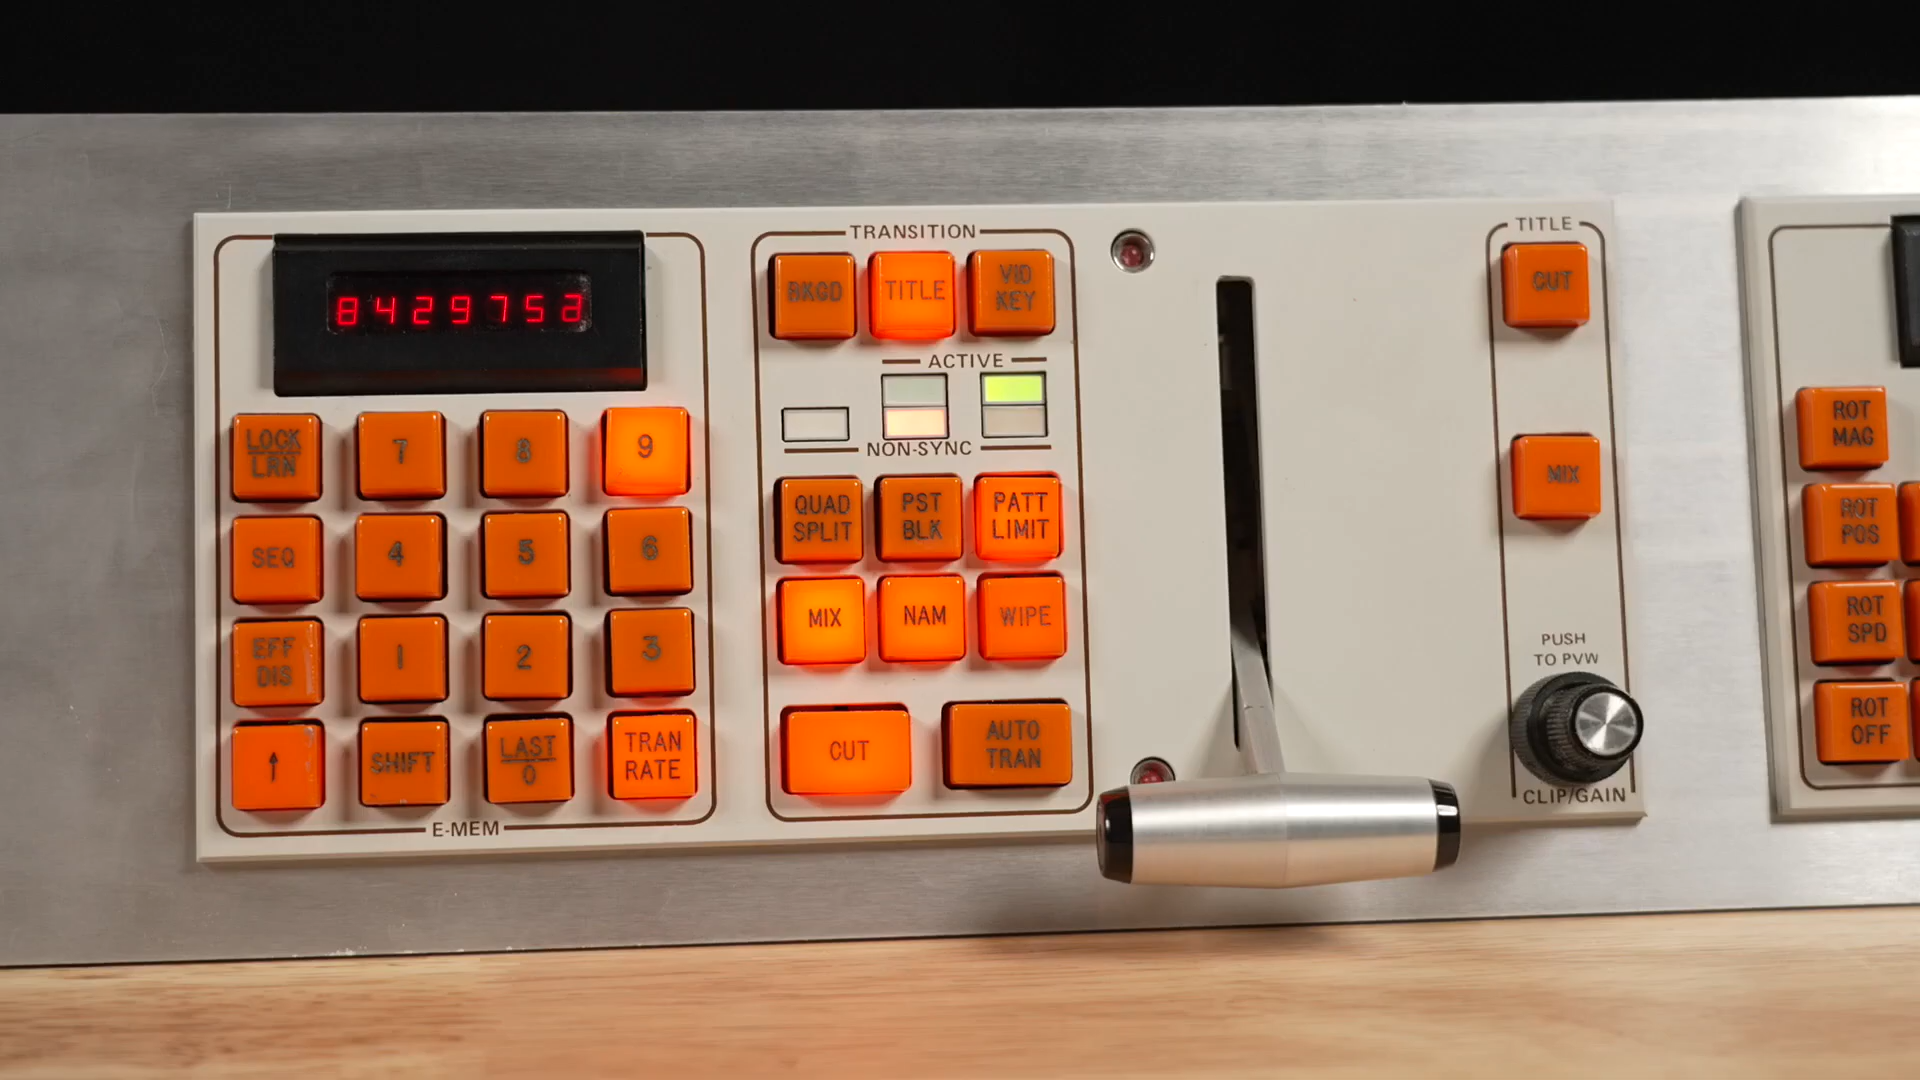 8429752
LOCK
LRN
7
8
9
SEQ
4
5
6
EFF
DIS
1
2
3
↑
SHIFT
LAST
0
TRAN
RATE
E-MEM
TRANSITION
BKGD
TITLE
VID
KEY
ACTIVE
NON-SYNC
QUAD
SPLIT
PST
BLK
PATT
LIMIT
MIX
NAM
WIPE
CUT
AUTO
TRAN
TITLE
CUT
MIX
PUSH
TO PVW
CLIP/GAIN
ROT
MAG
ROT
POS
ROT
SPD
ROT
OFF